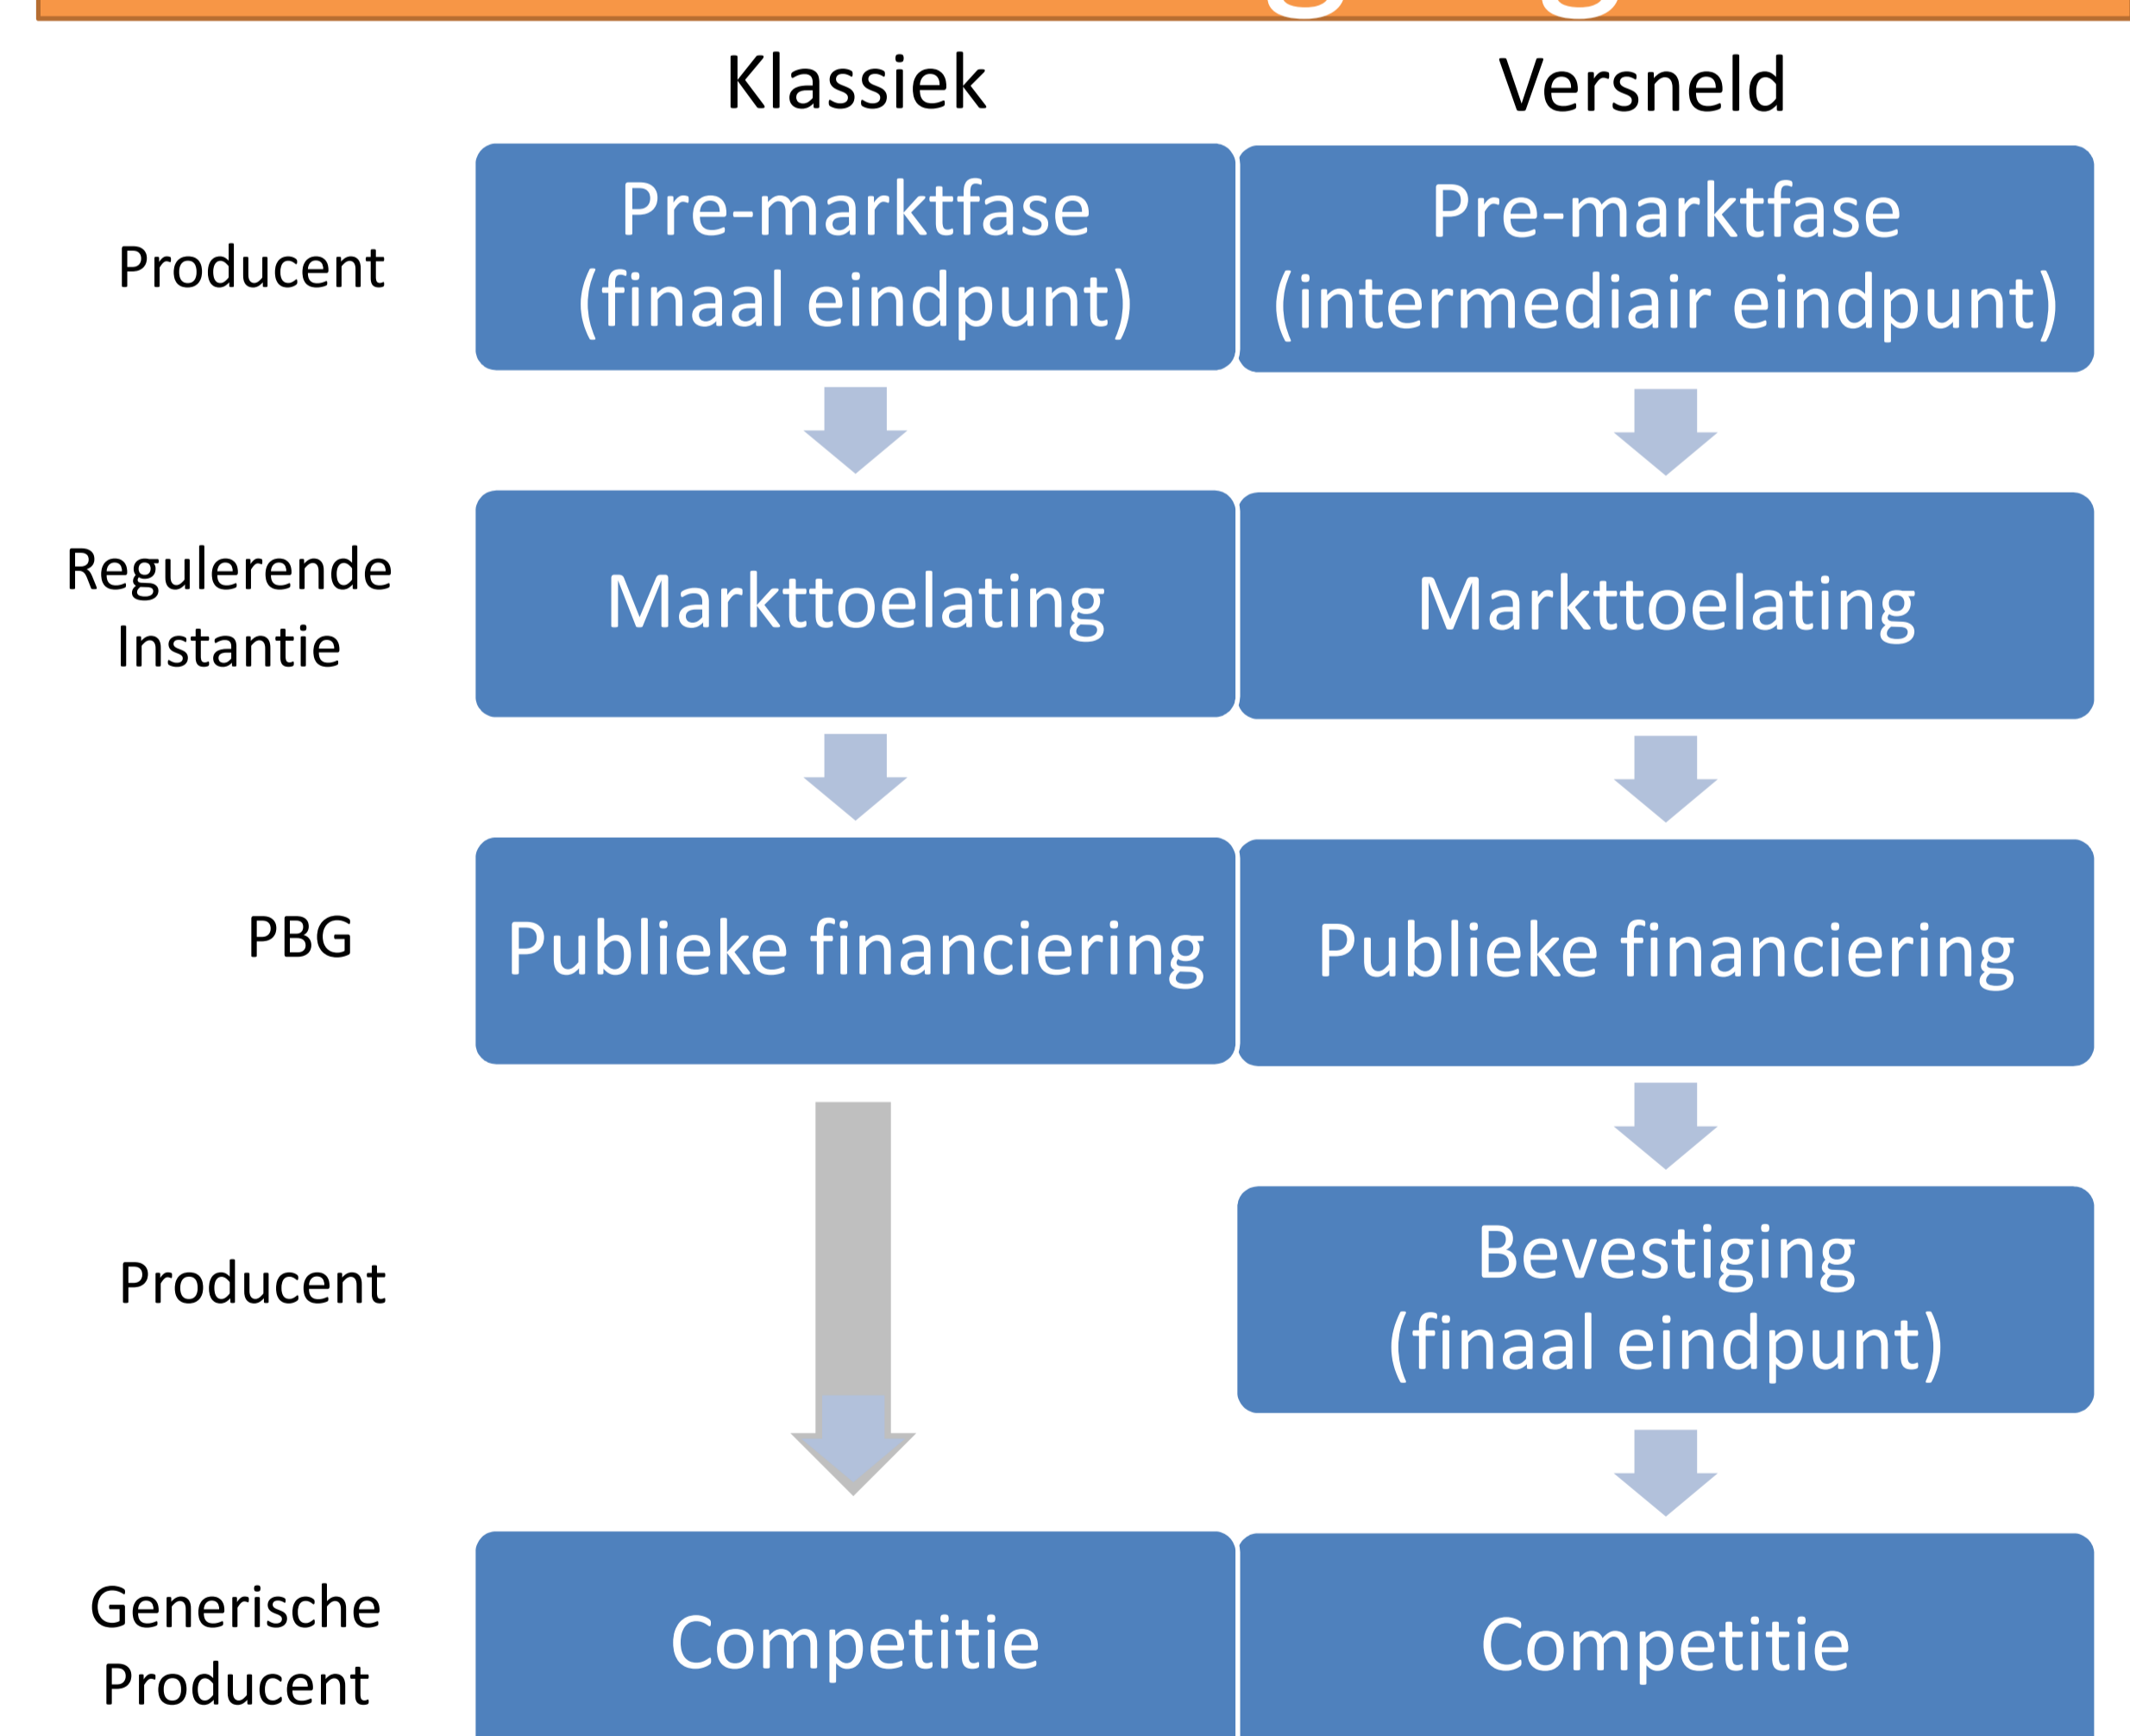 Klassiek
Versneld
Producent
Pre-marktfase
(finaal eindpunt)
Pre-marktfase
(intermediair eindpunt)
Regulerende
Instantie
Markttoelating
Markttoelating
PBG
Publieke financiering
Publieke financiering
Producent
Bevestiging
(finaal eindpunt)
Generische
Producent
Competitie
Competitie